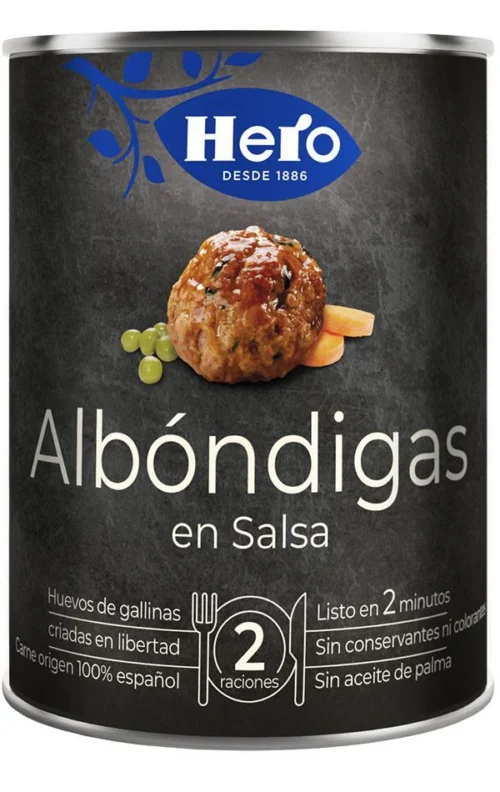 Hero
DESDE 1886
Albóndigas
en Salsa
Huevos de gallinas
criadas en libertad
Carne origen 100% español
2
raciones
Listo en 2 minutos
Sin conservantes ni colorantes
Sin aceite de palma